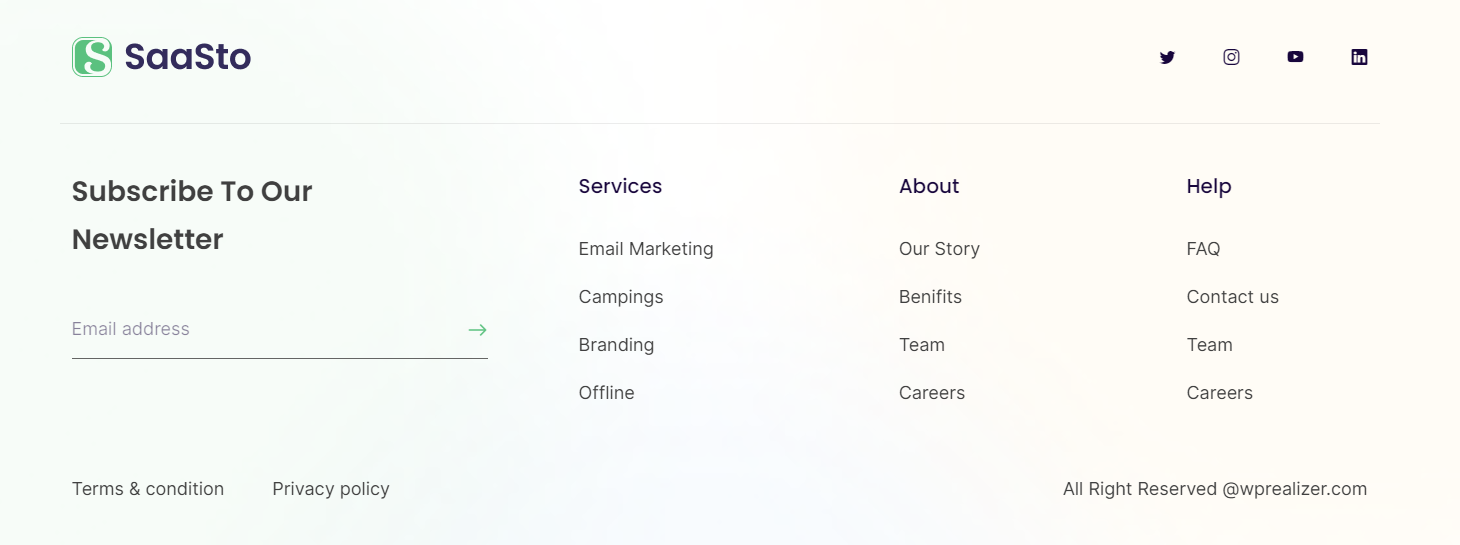 SaaSto
Subscribe To Our
Newsletter
Email address
Services
Email Marketing
Campings
Branding
Offline
About
Our Story
Benifits
Team
Careers
Help
FAQ
Contact us
Team
Careers
Terms & condition
Privacy policy
All Right Reserved @wprealizer.com